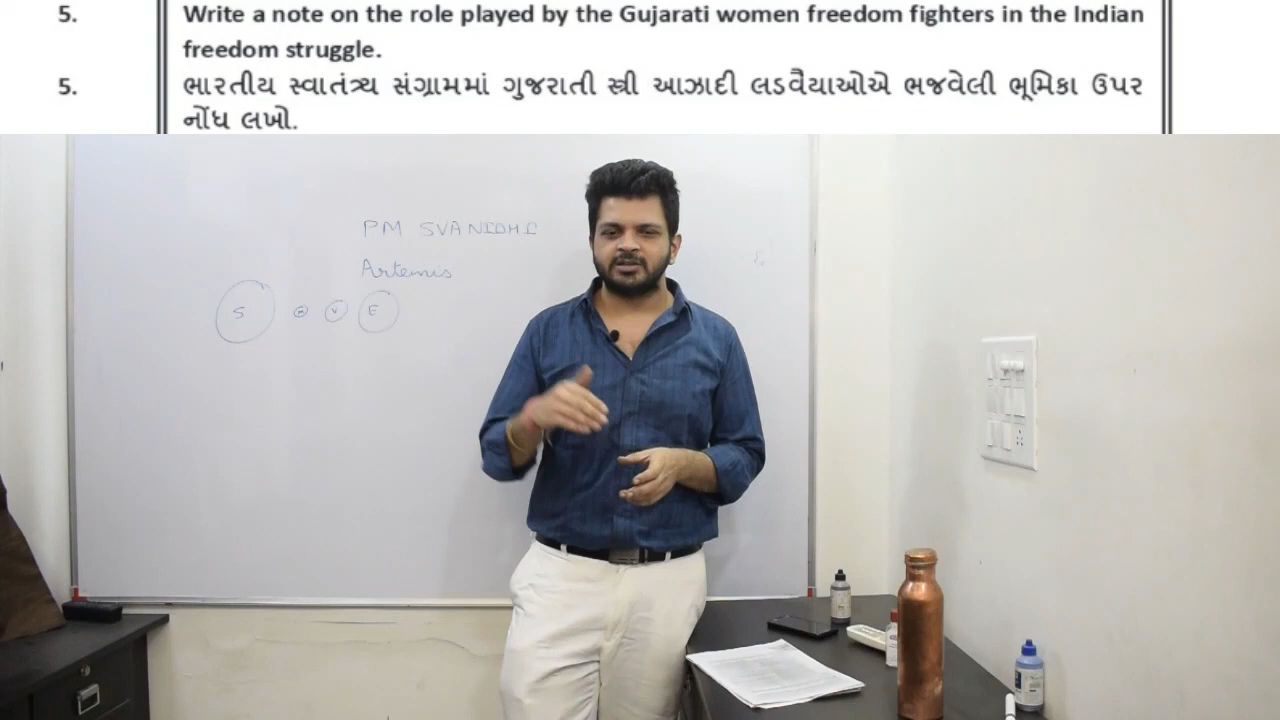 5. Write a note on the role played by the Gujarati women freedom fighters in the Indian
freedom struggle.
5. ભારતીય સ્વાતંત્ર્ય સંગ્રામમાં ગુજરાતી સ્ત્રી આઝાદી લડવૈયાઓએ ભજવેલી ભૂમિકા ઉપર
નોંધ લખો.
PM SVANIDHI
Artemis
S M V E